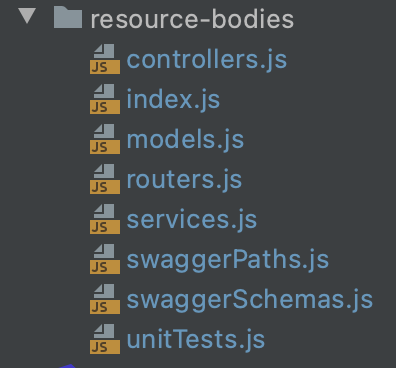 resource-bodies
JS controllers.js
JS index.js
JS models.js
JS routers.js
JS services.js
JS swaggerPaths.js
JS swaggerSchemas.js
JS unitTests.js